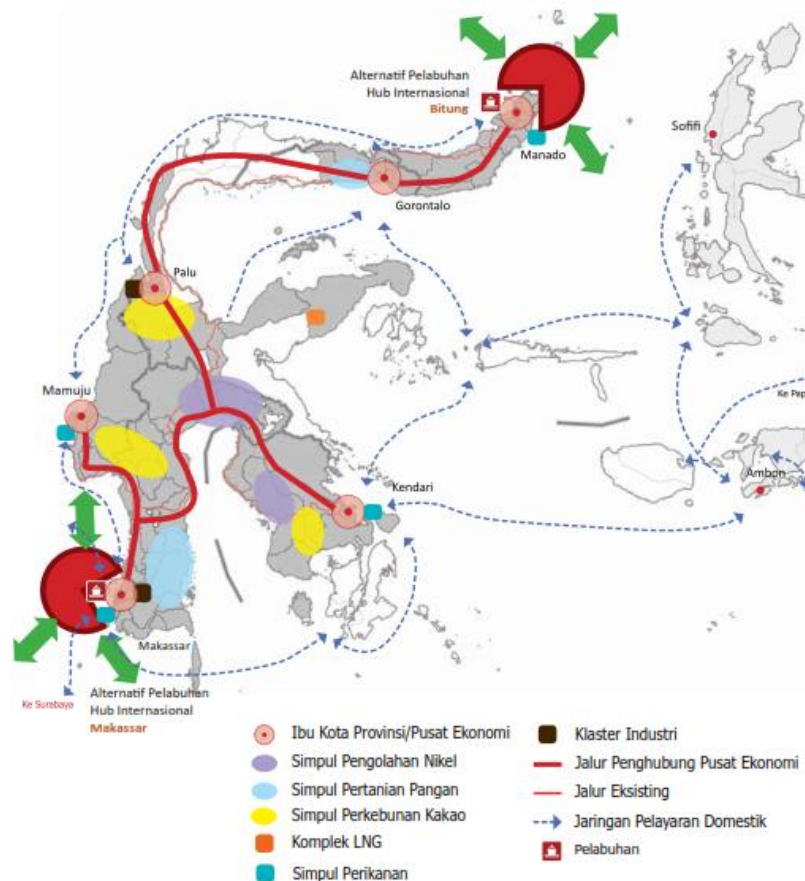 Alternatif Pelabuhan
Hub Internasional
Bitung
Sofifi
Manado
Gorontalo
Palu
Mamuju
Ke Pap
Ambon
Kendari
Makassar
Alternatif Pelabuhan
Hub Internasional
Makassar
Ke Surabaya
Ibu Kota Provinsi/Pusat Ekonomi
Simpul Pengolahan Nikel
Simpul Pertanian Pangan
Simpul Perkebunan Kakao
Komplek LNG
Simpul Perikanan
Klaster Industri
Jalur Penghubung Pusat Ekonomi
Jalur Eksisting
Jaringan Pelayaran Domestik
Pelabuhan